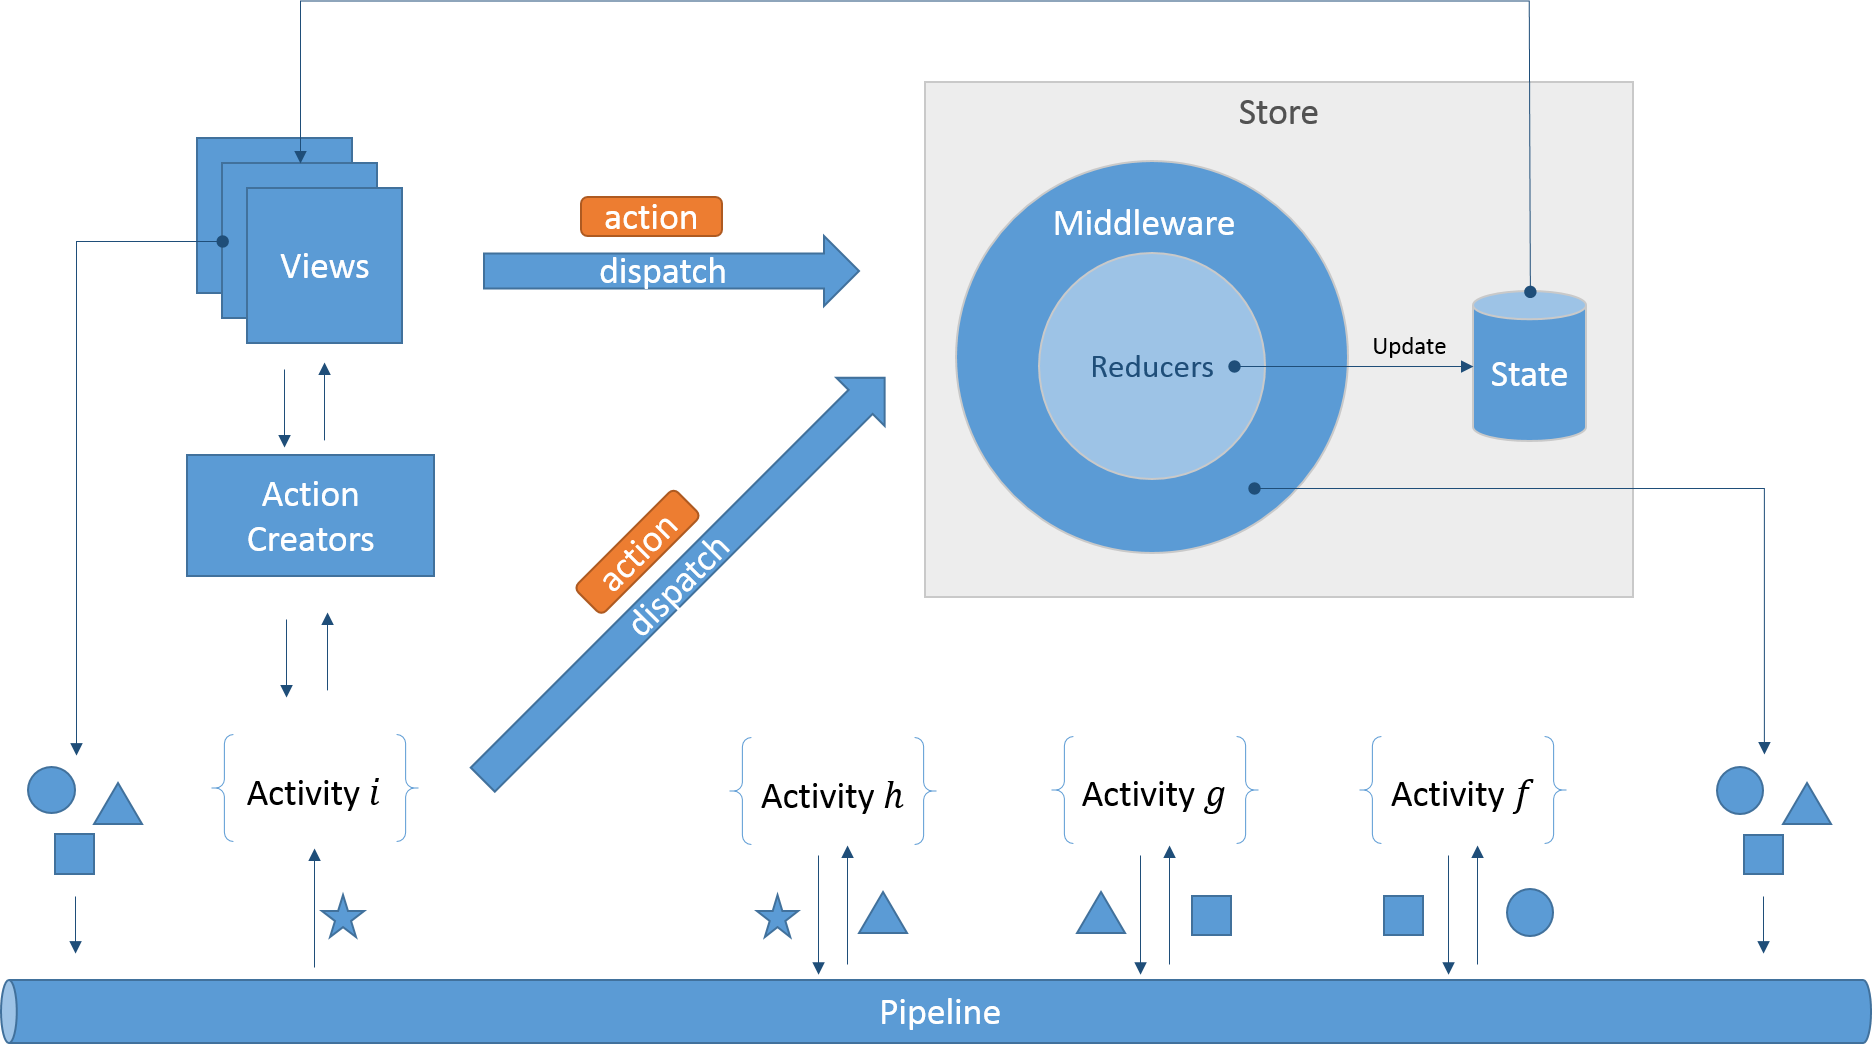 Store
action
dispatch
Middleware
Views
Reducers
Update
State
Action
Creators
action
dispatch
Activity i
Activity h
Activity g
Activity f
Pipeline